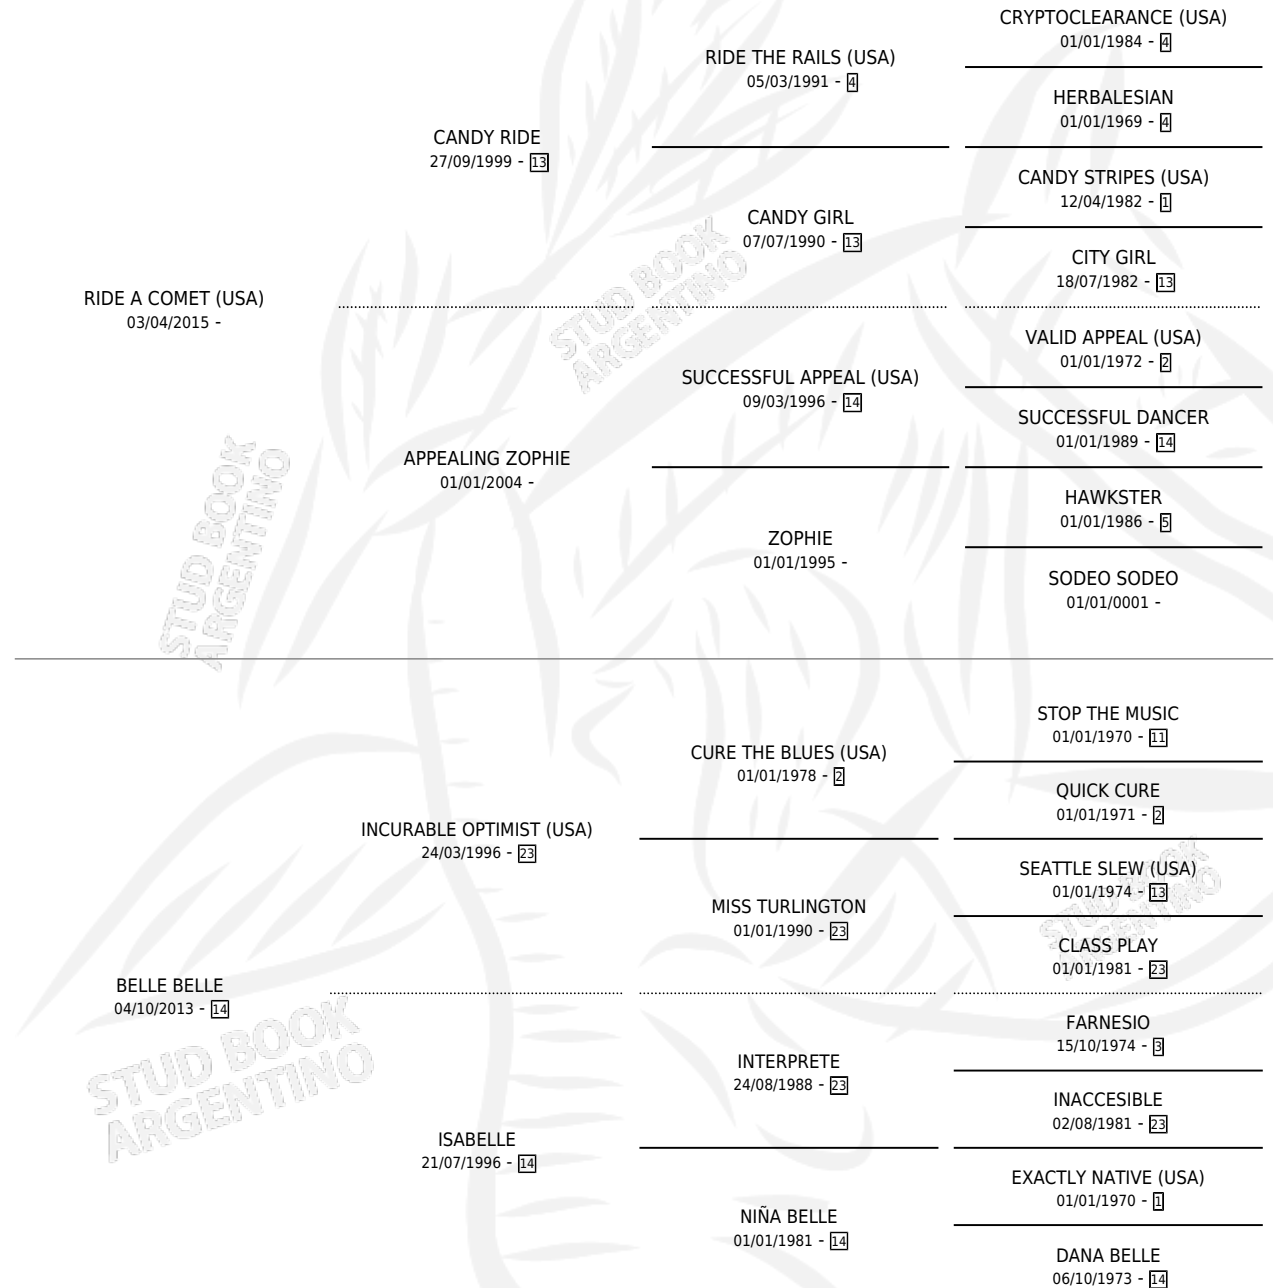 CRYPTOCLEARANCE (USA)
01/01/1984 - 4
RIDE THE RAILS (USA)
05/03/1991 - 4
HERBALESIAN
01/01/1969 - 4
CANDY RIDE
27/09/1999 - 13
CANDY STRIPES (USA)
12/04/1982 - 1
CANDY GIRL
07/07/1990 - 13
CITY GIRL
18/07/1982 - 13
RIDE A COMET (USA)
03/04/2015 -
VALID APPEAL (USA)
01/01/1972 - 2
SUCCESSFUL APPEAL (USA)
09/03/1996 - 14
SUCCESSFUL DANCER
01/01/1989 - 14
APPEALING ZOPHIE
01/01/2004 -
HAWKSTER
01/01/1986 - 5
ZOPHIE
01/01/1995 -
SODEO SODEO
01/01/0001 -
STOP THE MUSIC
01/01/1970 - 11
CURE THE BLUES (USA)
01/01/1978 - 2
QUICK CURE
01/01/1971 - 2
INCURABLE OPTIMIST (USA)
24/03/1996 - 23
SEATTLE SLEW (USA)
01/01/1974 - 13
MISS TURLINGTON
01/01/1990 - 23
CLASS PLAY
01/01/1981 - 23
BELLE BELLE
04/10/2013 - 14
FARNESIO
15/10/1974 - 3
INTERPRETE
24/08/1988 - 23
INACCESIBLE
02/08/1981 - 23
ISABELLE
21/07/1996 - 14
EXACTLY NATIVE (USA)
01/01/1970 - 1
NIÑA BELLE
01/01/1981 - 14
DANA BELLE
06/10/1973 - 14
STUD BOOK
ARGENTINO
STUD BOOK
ARGENTINO
STUD BOOK
ARGENTINO
STUD BOOK
ARGENTINO